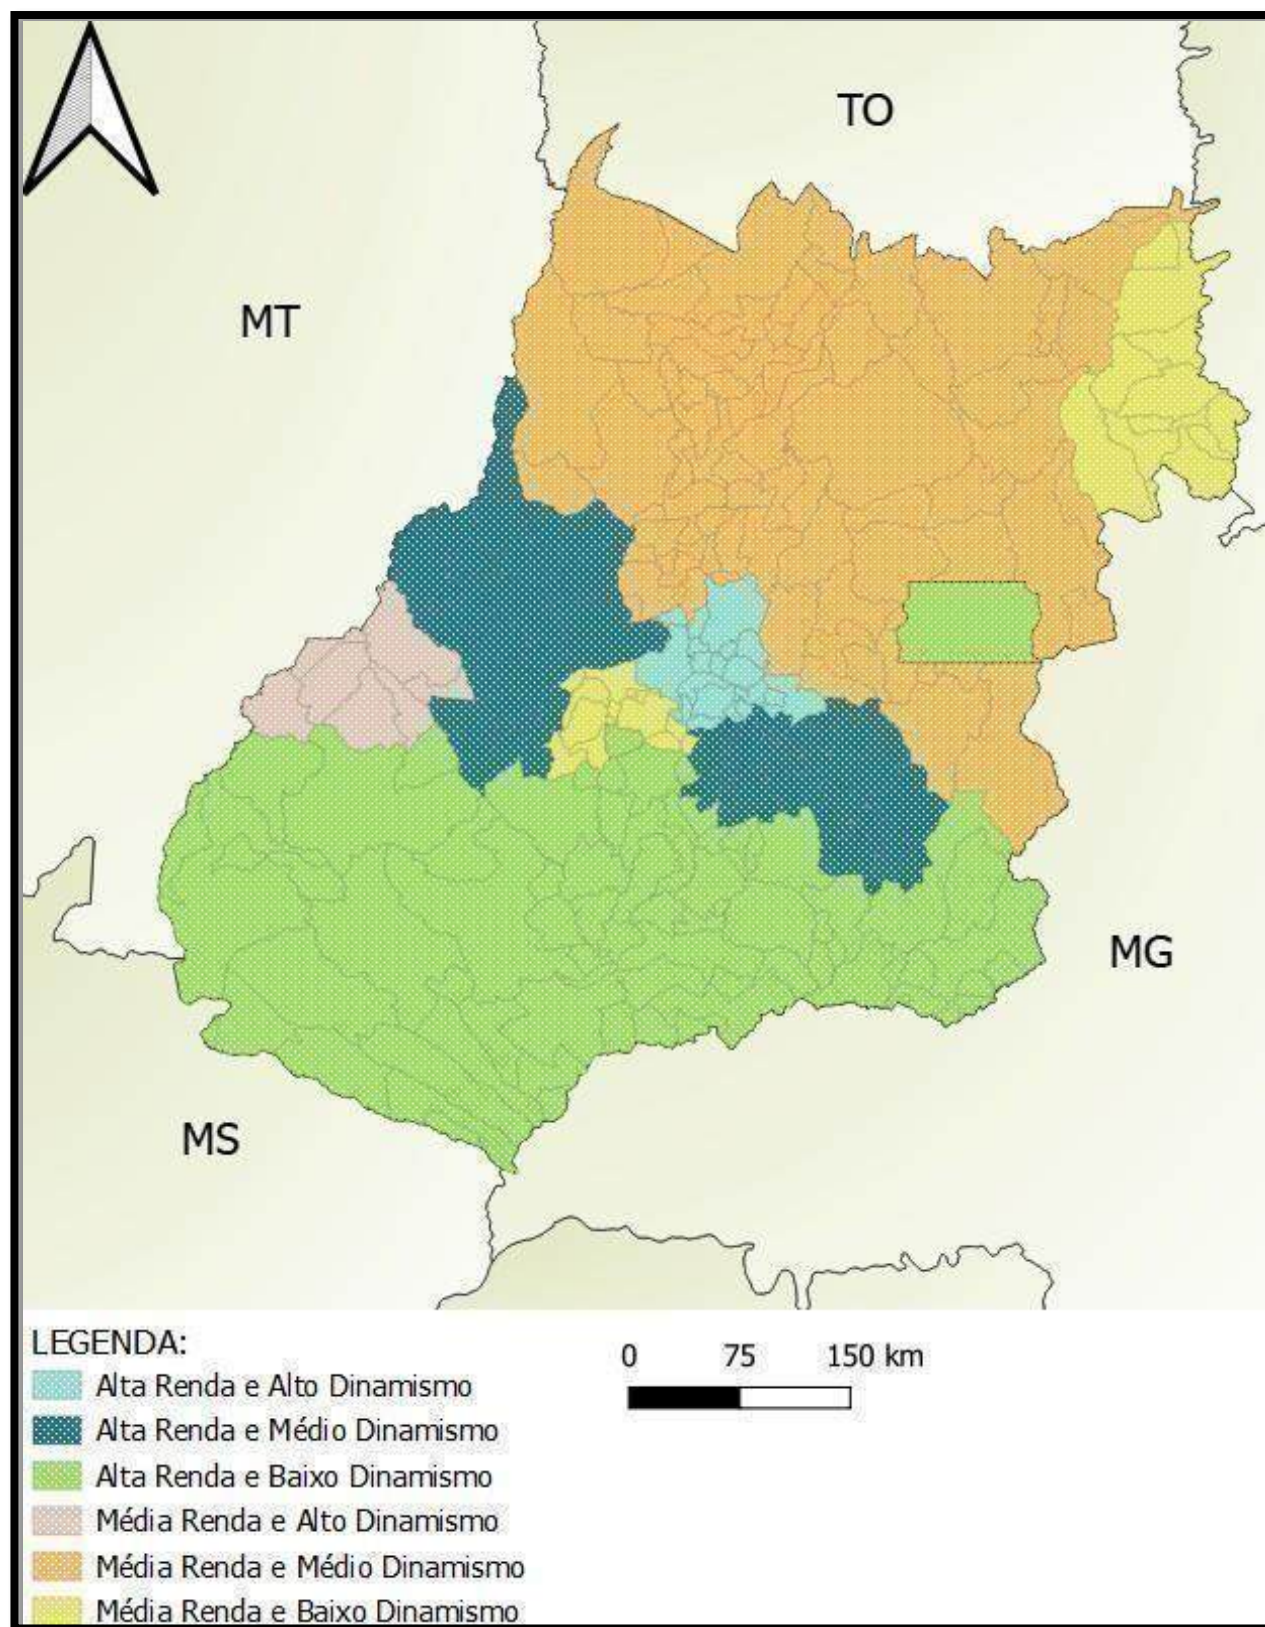 TO
MT
MG
MS
LEGENDA:
0 75 150 km
Alta Renda e Alto Dinamismo
Alta Renda e Médio Dinamismo
Alta Renda e Baixo Dinamismo
Média Renda e Alto Dinamismo
Média Renda e Médio Dinamismo
Média Renda e Baixo Dinamismo